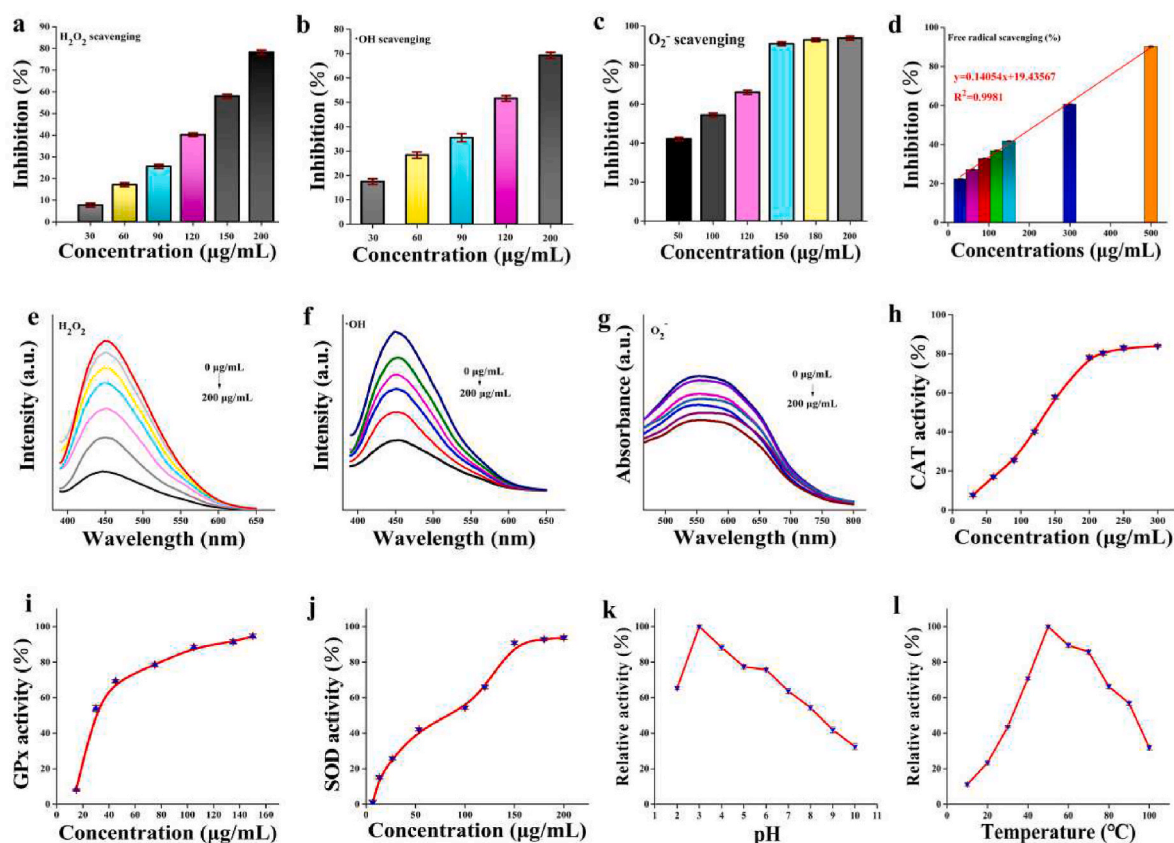 a
H₂O₂ scavenging
Inhibition (%)
90
80
70
60
50
40
30
20
10
0
30 60 90 120 150 200
Concentration (μg/mL)
b
·OH scavenging
Inhibition (%)
80
70
60
50
40
30
20
10
0
30 60 90 120 200
Concentration (μg/mL)
c
O₂⁻ scavenging
Inhibition (%)
100
80
60
40
20
0
50 100 120 150 180 200
Concentration (μg/mL)
d
Free radical scavenging (%)
y=0.14054x+19.43567
R²=0.9981
Inhibition (%)
100
80
60
40
20
0
0 100 200 300 400 500
Concentrations (μg/mL)
e
H₂O₂
0 μg/mL
200 μg/mL
Intensity (a.u.)
400 450 500 550 600 650
Wavelength (nm)
f
·OH
0 μg/mL
200 μg/mL
Intensity (a.u.)
400 450 500 550 600 650
Wavelength (nm)
g
O₂⁻
0 μg/mL
200 μg/mL
Absorbance (a.u.)
500 550 600 650 700 750 800
Wavelength (nm)
h
CAT activity (%)
100
80
60
40
20
0
0 50 100 150 200 250 300
Concentration (μg/mL)
i
GPx activity (%)
100
80
60
40
20
0
0 20 40 60 80 100 120 140 160
Concentration (μg/mL)
j
SOD activity (%)
100
80
60
40
20
0
0 50 100 150 200
Concentration (μg/mL)
k
Relative activity (%)
100
80
60
40
20
0
1 2 3 4 5 6 7 8 9 10 11
pH
l
Relative activity (%)
100
80
60
40
20
0
0 20 40 60 80 100
Temperature (°C)